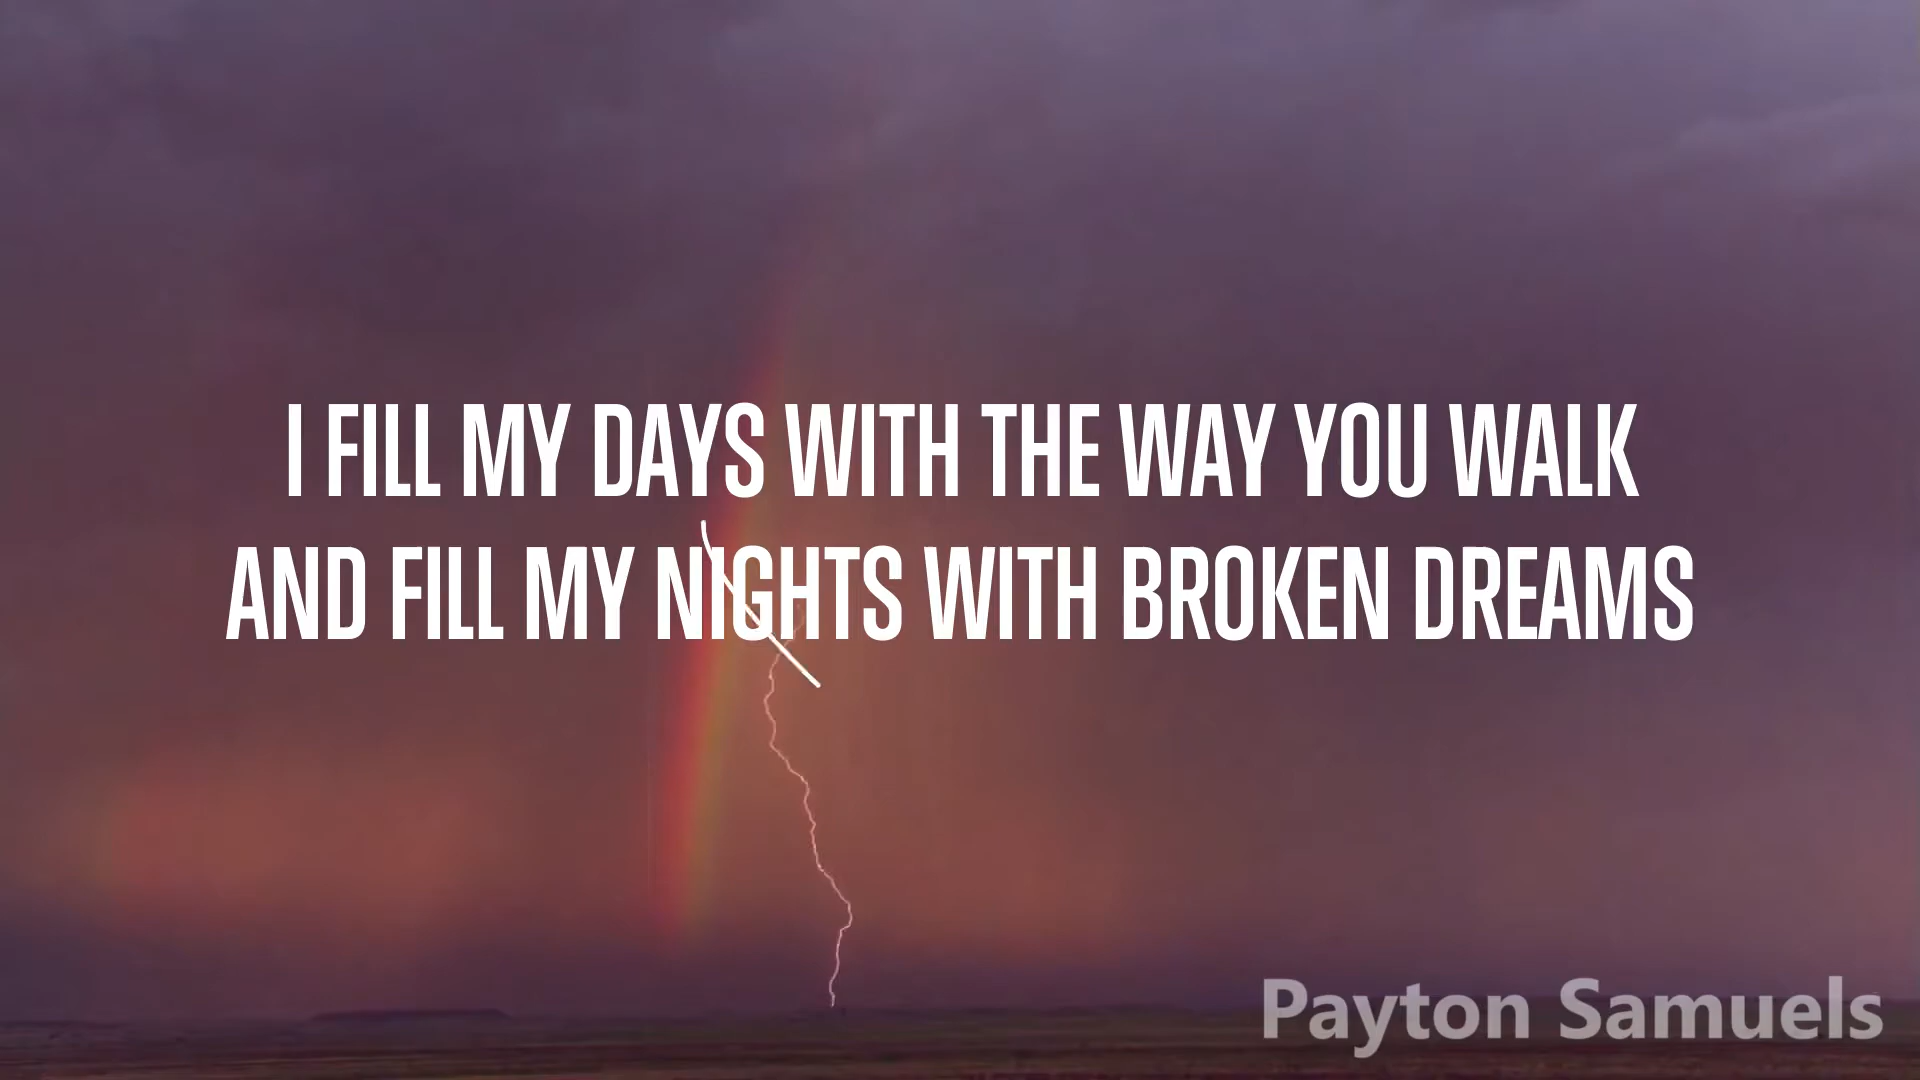 I FILL MY DAYS WITH THE WAY YOU WALK
AND FILL MY NIGHTS WITH BROKEN DREAMS
Payton Samuels